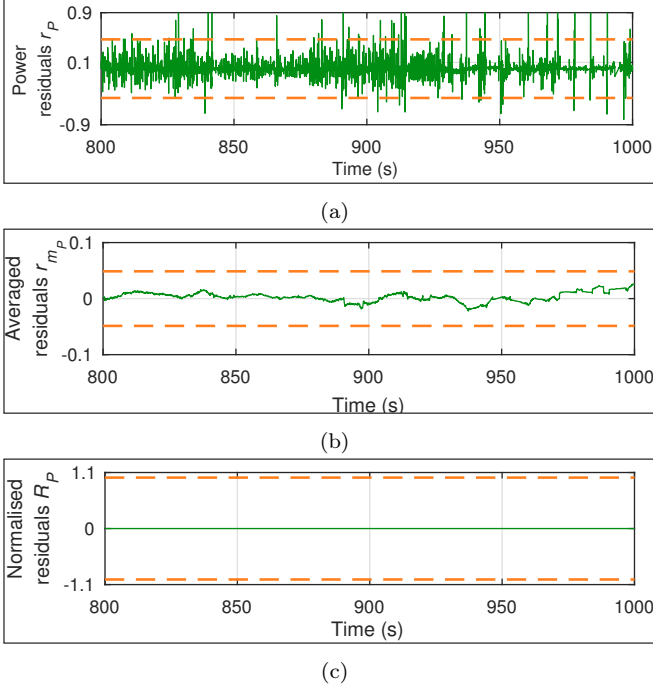 Power
residuals r_P
0.9
0.1
-0.9
800 850 900 950 1000
Time (s)
(a)
Averaged
residuals r_{m_P}
0.1
0
-0.1
800 850 900 950 1000
Time (s)
(b)
Normalised
residuals R_P
1.1
0
-1.1
800 850 900 950 1000
Time (s)
(c)